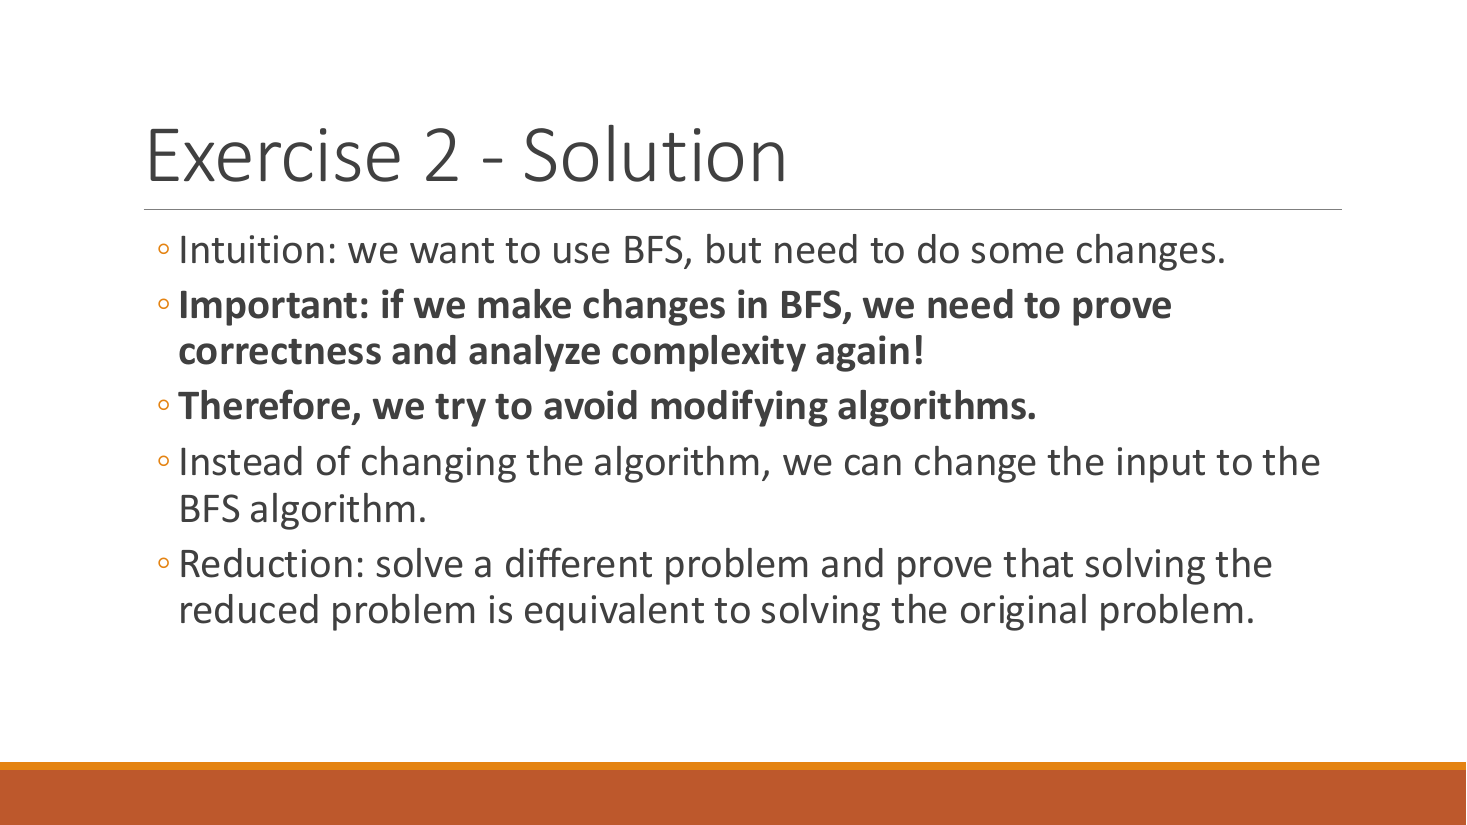 Exercise 2 - Solution
◦ Intuition: we want to use BFS, but need to do some changes.
◦ Important: if we make changes in BFS, we need to prove
correctness and analyze complexity again!
◦ Therefore, we try to avoid modifying algorithms.
◦ Instead of changing the algorithm, we can change the input to the
BFS algorithm.
◦ Reduction: solve a different problem and prove that solving the
reduced problem is equivalent to solving the original problem.